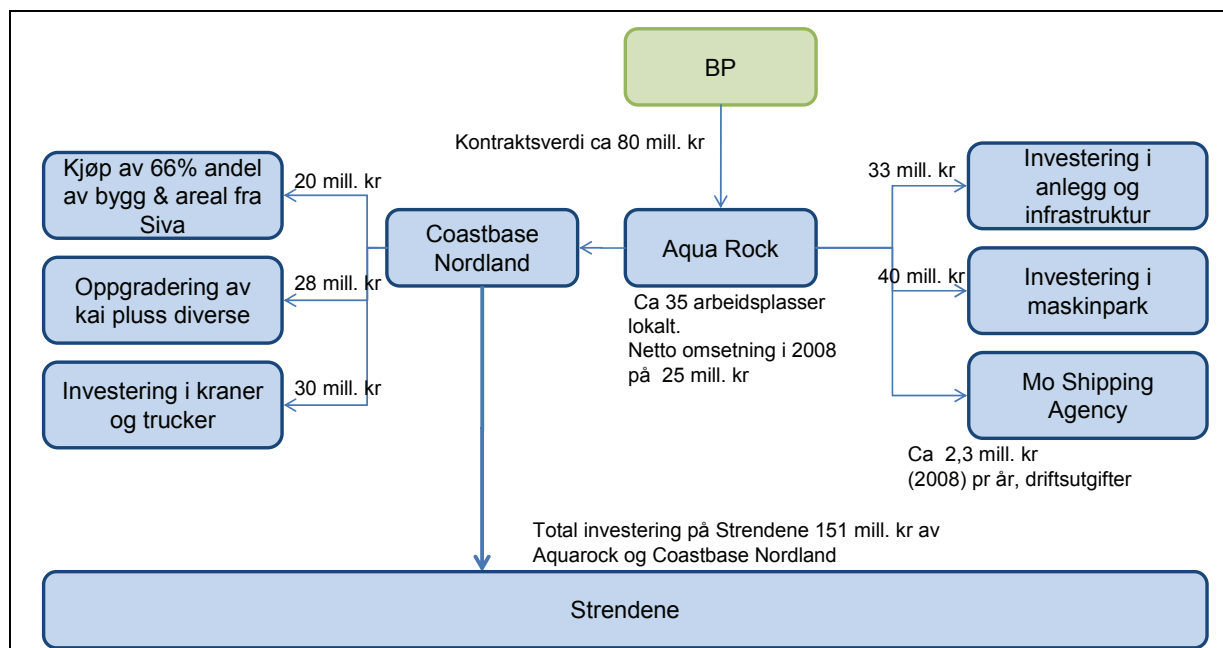 BP
Kontraktsverdi ca 80 mill. kr
Kjøp av 66% andel
av bygg & areal fra
Siva
20 mill. kr
33 mill. kr
Investering i
anlegg og
infrastruktur
Coastbase
Nordland
Aqua Rock
Oppgradering av
kai pluss diverse
28 mill. kr
40 mill. kr
Investering i
maskinpark
Ca 35 arbeidsplasser
lokalt.
Netto omsetning i 2008
på 25 mill. kr
Investering i kraner
og trucker
30 mill. kr
Mo Shipping
Agency
Ca 2,3 mill. kr
(2008) pr år, driftsutgifter
Total investering på Strendene 151 mill. kr av
Aquarock og Coastbase Nordland
Strendene